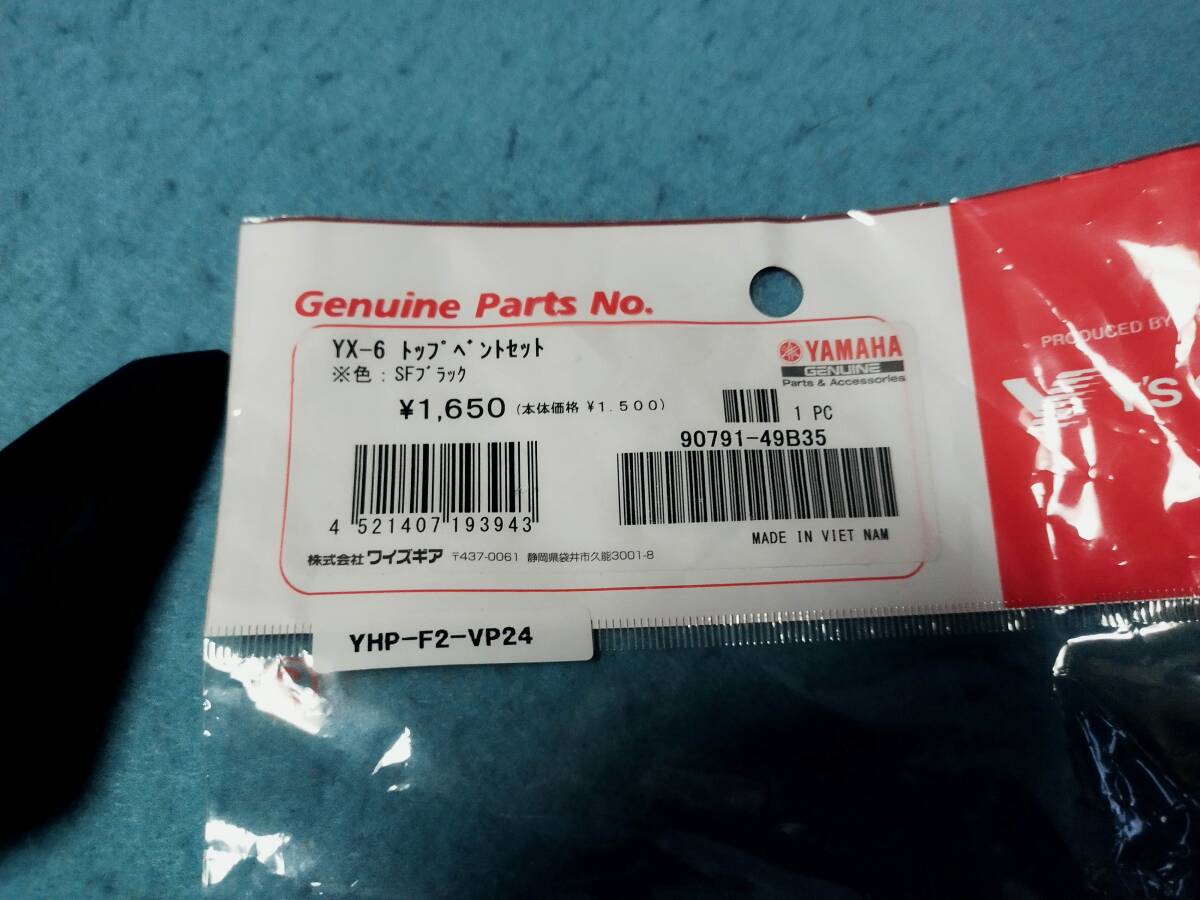 Genuine Parts No.
YX-6 ﾄｯﾌﾟﾍﾞﾝﾄｾｯﾄ
※色：SFﾌﾞﾗｯｸ
¥1,650 (本体価格 ¥1.500)
YAMAHA
GENUINE
Parts & Accessories
1 PC
90791-49B35
4 521407 193943
MADE IN VIET NAM
株式会社 ワイズギア 〒437-0061 静岡県袋井市久能3001-8
YHP-F2-VP24
PRODUCED BY
Y'S